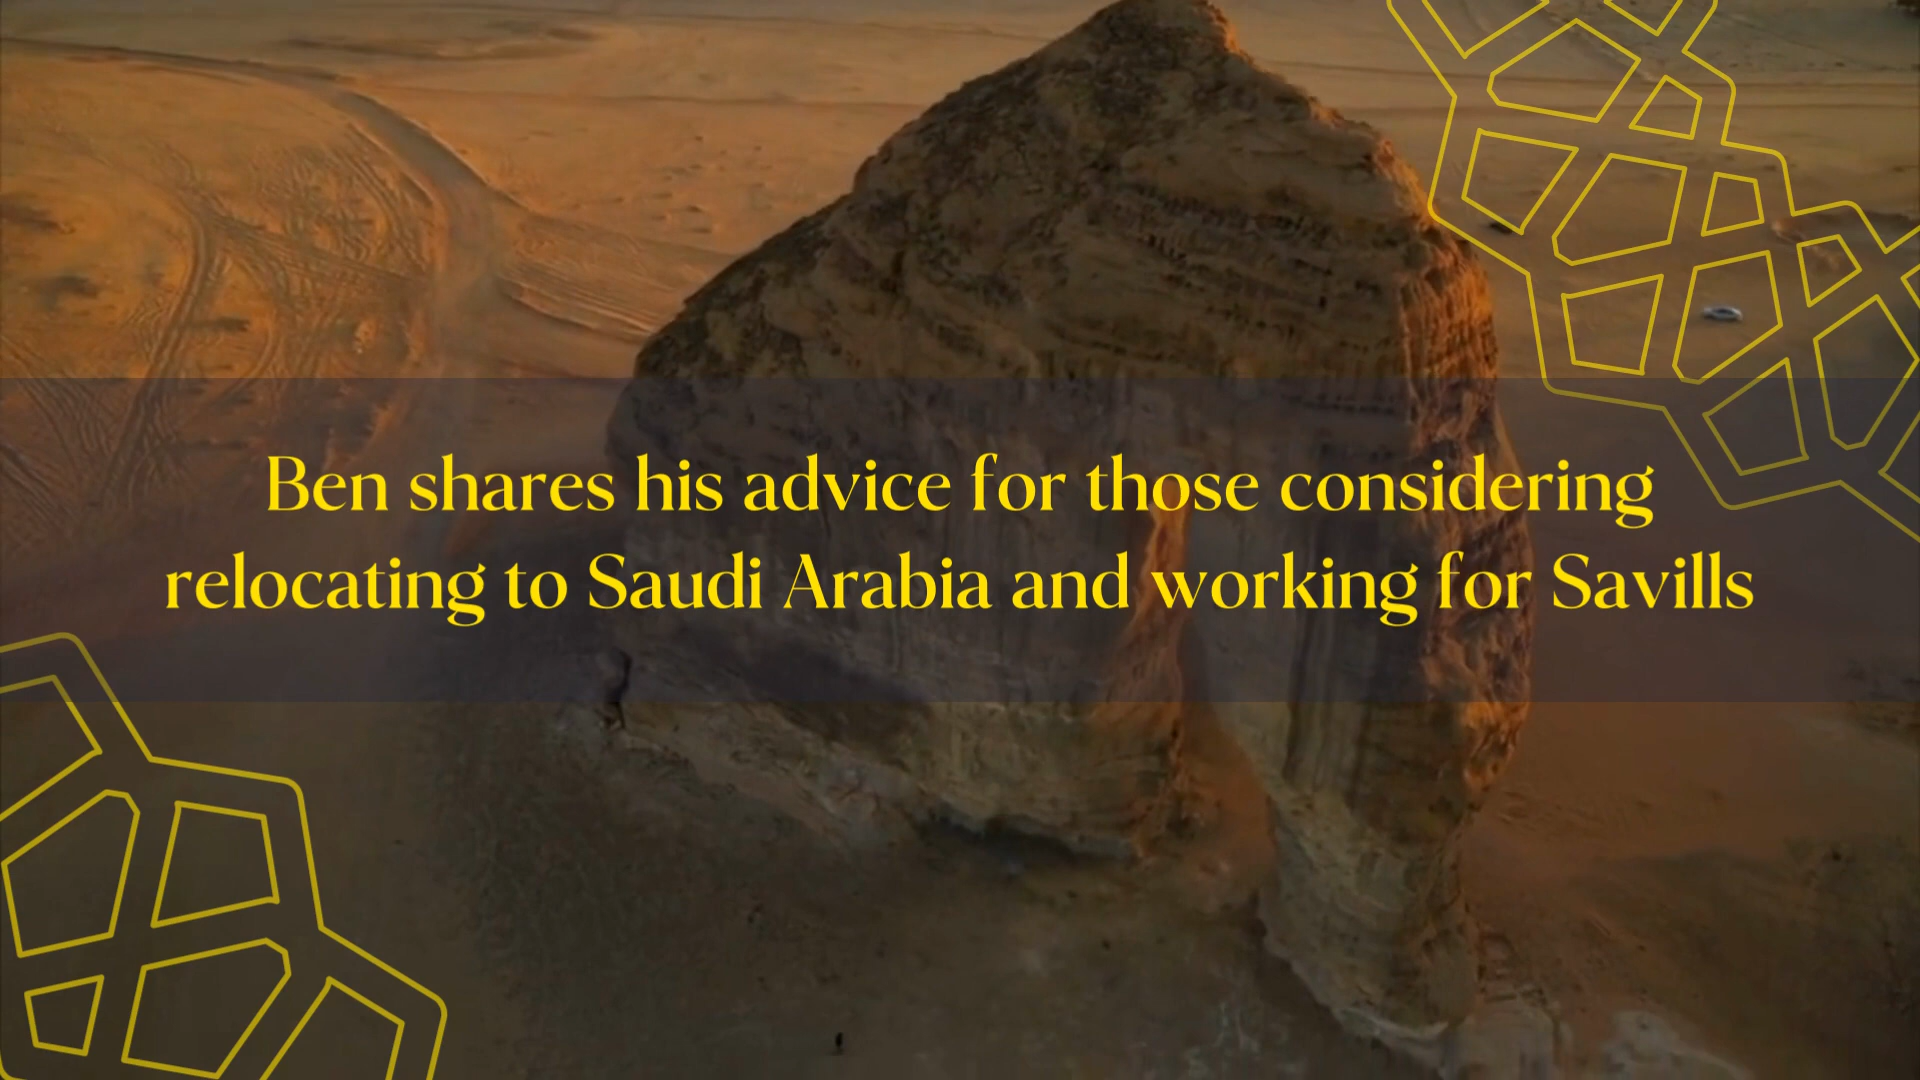 Ben shares his advice for those considering
relocating to Saudi Arabia and working for Savills